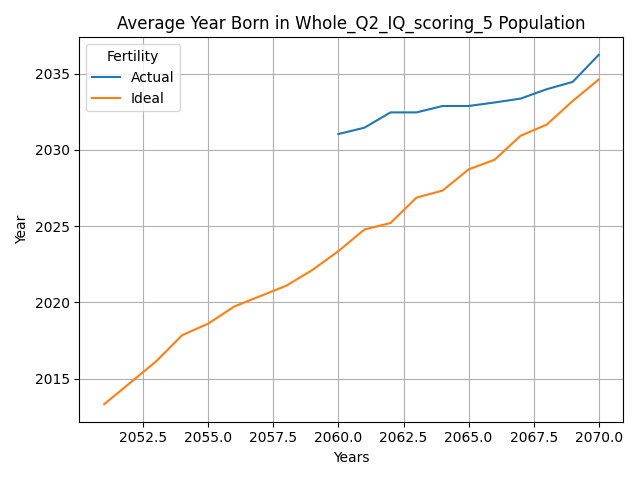 Average Year Born in Whole_Q2_IQ_scoring_5 Population
Fertility
Actual
Ideal
Year
2035
2030
2025
2020
2015
2052.5 2055.0 2057.5 2060.0 2062.5 2065.0 2067.5 2070.0
Years